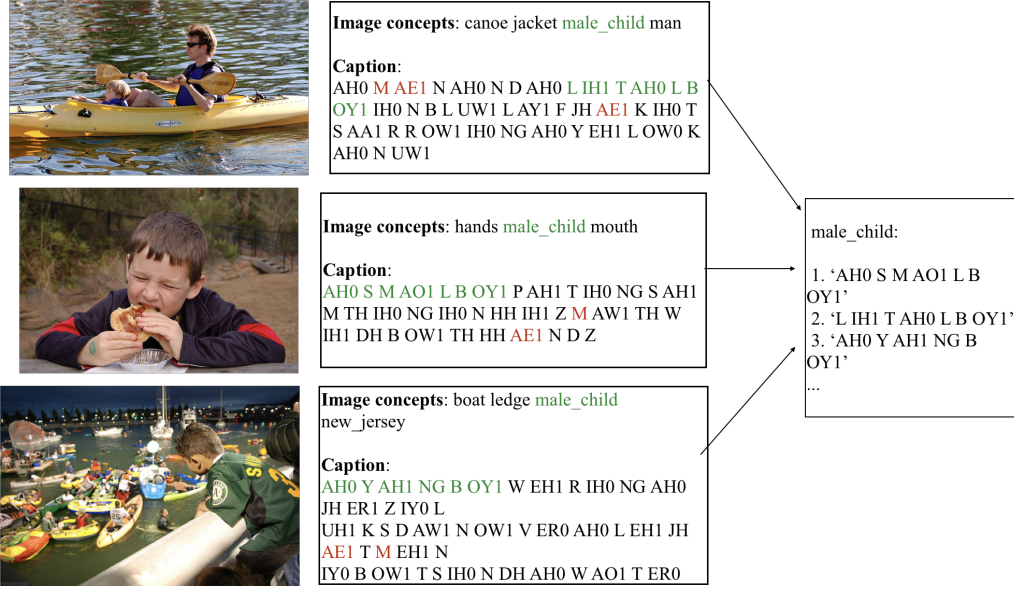 Image concepts: canoe jacket male_child man
Caption:
AH0 M AE1 N AH0 N D AH0 L IH1 T AH0 L B
OY1 IH0 N B L UW1 L AY1 F JH AE1 K IH0 T
S AA1 R R OW1 IH0 NG AH0 Y EH1 L OW0 K
AH0 N UW1
Image concepts: hands male_child mouth
Caption:
AH0 S M AO1 L B OY1 P AH1 T IH0 NG S AH1
M TH IH0 NG IH0 N HH IH1 Z M AW1 TH W
IH1 DH B OW1 TH HH AE1 N D Z
Image concepts: boat ledge male_child
new_jersey
Caption:
AH0 Y AH1 NG B OY1 W EH1 R IH0 NG AH0
JH ER1 Z IY0 L
UH1 K S D AW1 N OW1 V ER0 AH0 L EH1 JH
AE1 T M EH1 N
IY0 B OW1 T S IH0 N DH AH0 W AO1 T ER0
male_child:
1. ‘AH0 S M AO1 L B
OY1’
2. ‘L IH1 T AH0 L B OY1’
3. ‘AH0 Y AH1 NG B
OY1’
...